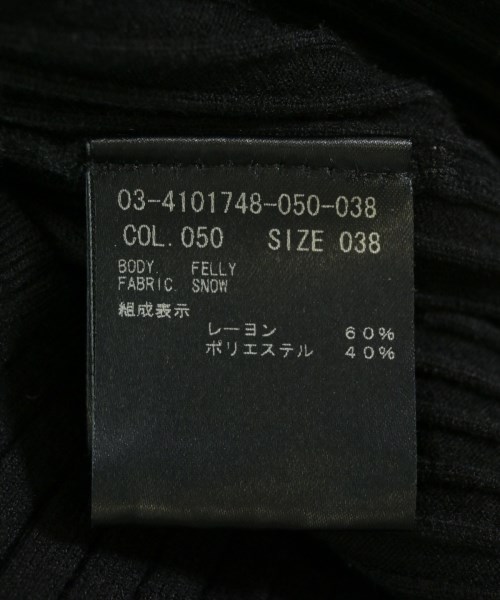 03-4101748-050-038
COL. 050 SIZE 038
BODY. FELLY
FABRIC. SNOW
組成表示
レーヨン 60%
ポリエステル 40%